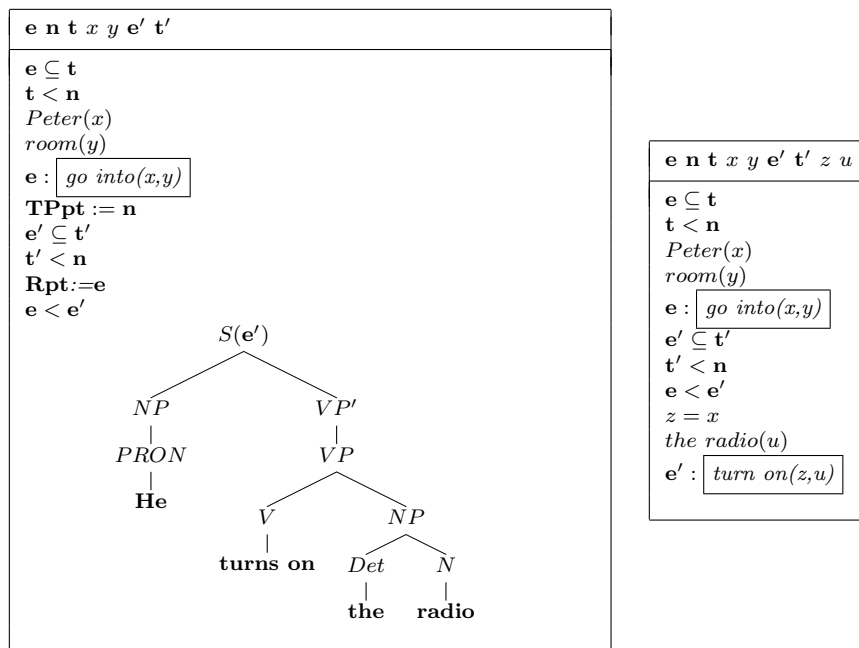 e n t x y e′ t′
e ⊆ t
t < n
Peter(x)
room(y)
e : go into(x,y)
TPpt := n
e′ ⊆ t′
t′ < n
Rpt:=e
e < e′
S(e′)
NP VP′
PRON VP
He
V NP
turns on Det N
the radio
e n t x y e′ t′ z u
e ⊆ t
t < n
Peter(x)
room(y)
e : go into(x,y)
e′ ⊆ t′
t′ < n
e < e′
z = x
the radio(u)
e′ : turn on(z,u)